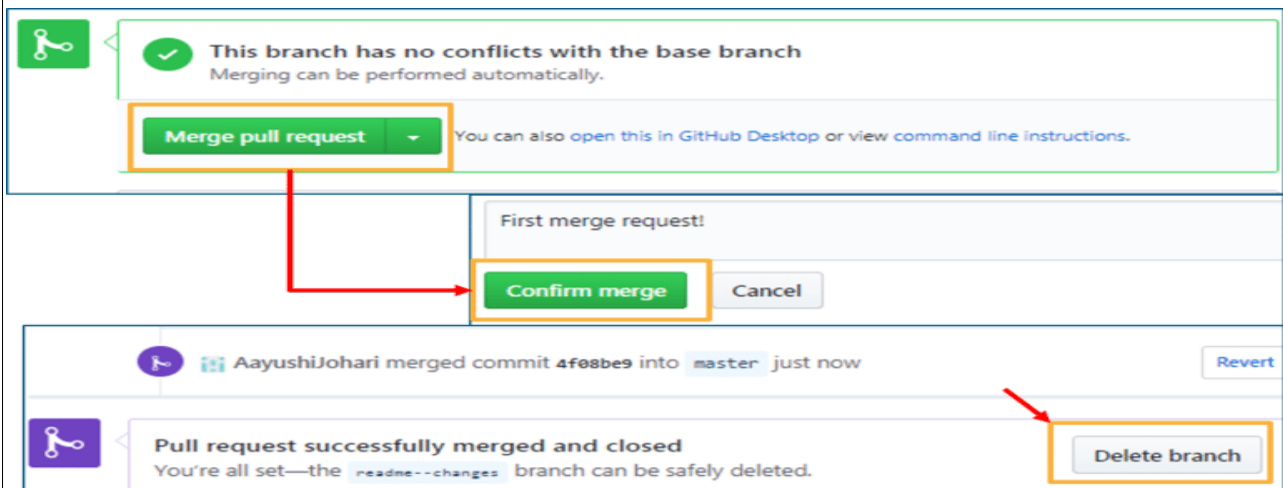 This branch has no conflicts with the base branch
Merging can be performed automatically.
Merge pull request
You can also open this in GitHub Desktop or view command line instructions.
First merge request!
Confirm merge
Cancel
AayushiJohari merged commit 4f08be9 into master just now
Revert
Pull request successfully merged and closed
You're all set—the readme--changes branch can be safely deleted.
Delete branch